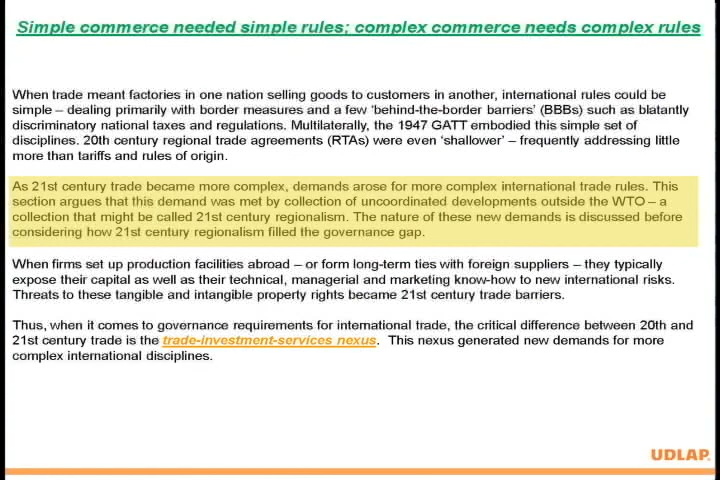 Simple commerce needed simple rules; complex commerce needs complex rules
When trade meant factories in one nation selling goods to customers in another, international rules could be
simple – dealing primarily with border measures and a few ‘behind-the-border barriers’ (BBBs) such as blatantly
discriminatory national taxes and regulations. Multilaterally, the 1947 GATT embodied this simple set of
disciplines. 20th century regional trade agreements (RTAs) were even ‘shallower’ – frequently addressing little
more than tariffs and rules of origin.
As 21st century trade became more complex, demands arose for more complex international trade rules. This
section argues that this demand was met by collection of uncoordinated developments outside the WTO – a
collection that might be called 21st century regionalism. The nature of these new demands is discussed before
considering how 21st century regionalism filled the governance gap.
When firms set up production facilities abroad – or form long-term ties with foreign suppliers – they typically
expose their capital as well as their technical, managerial and marketing know-how to new international risks.
Threats to these tangible and intangible property rights became 21st century trade barriers.
Thus, when it comes to governance requirements for international trade, the critical difference between 20th and
21st century trade is the trade-investment-services nexus. This nexus generated new demands for more
complex international disciplines.
UDLAP